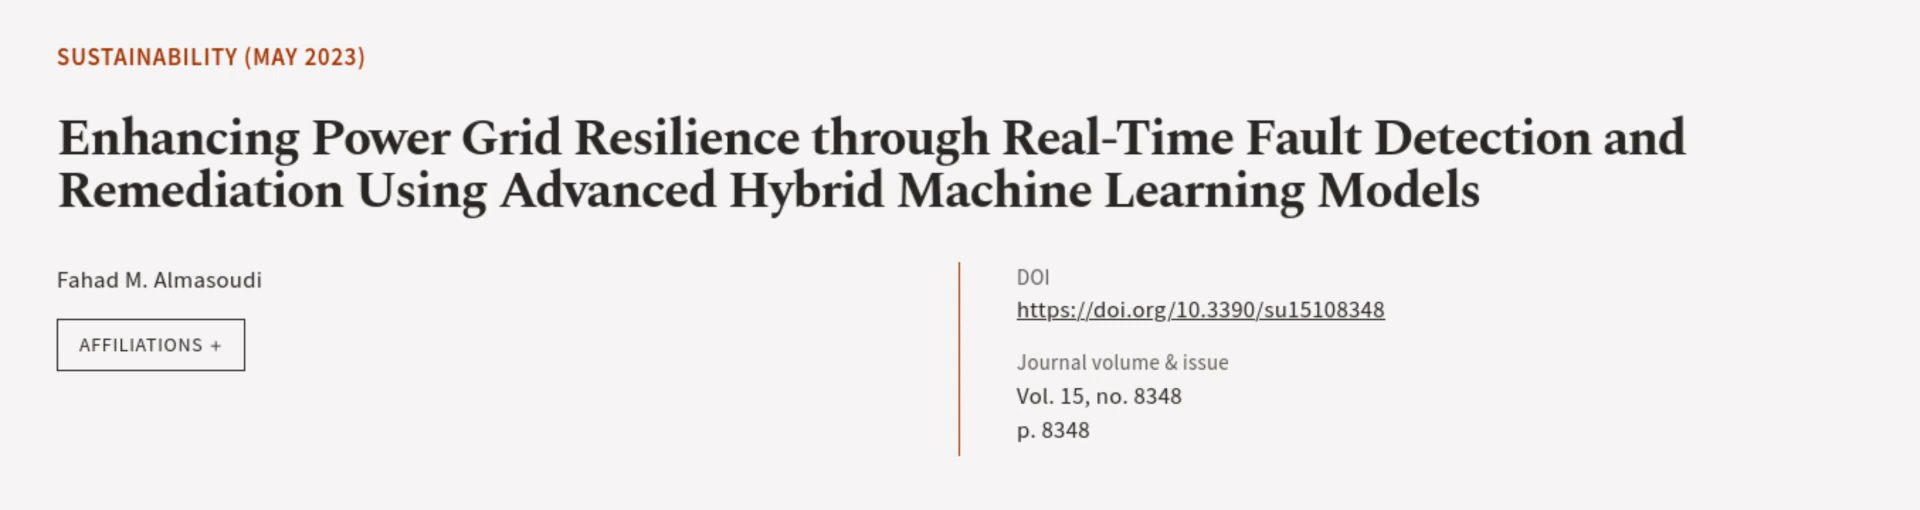 SUSTAINABILITY (MAY 2023)
Enhancing Power Grid Resilience through Real-Time Fault Detection and
Remediation Using Advanced Hybrid Machine Learning Models
Fahad M. Almasoudi
AFFILIATIONS +
DOI
https://doi.org/10.3390/su15108348
Journal volume & issue
Vol. 15, no. 8348
p. 8348